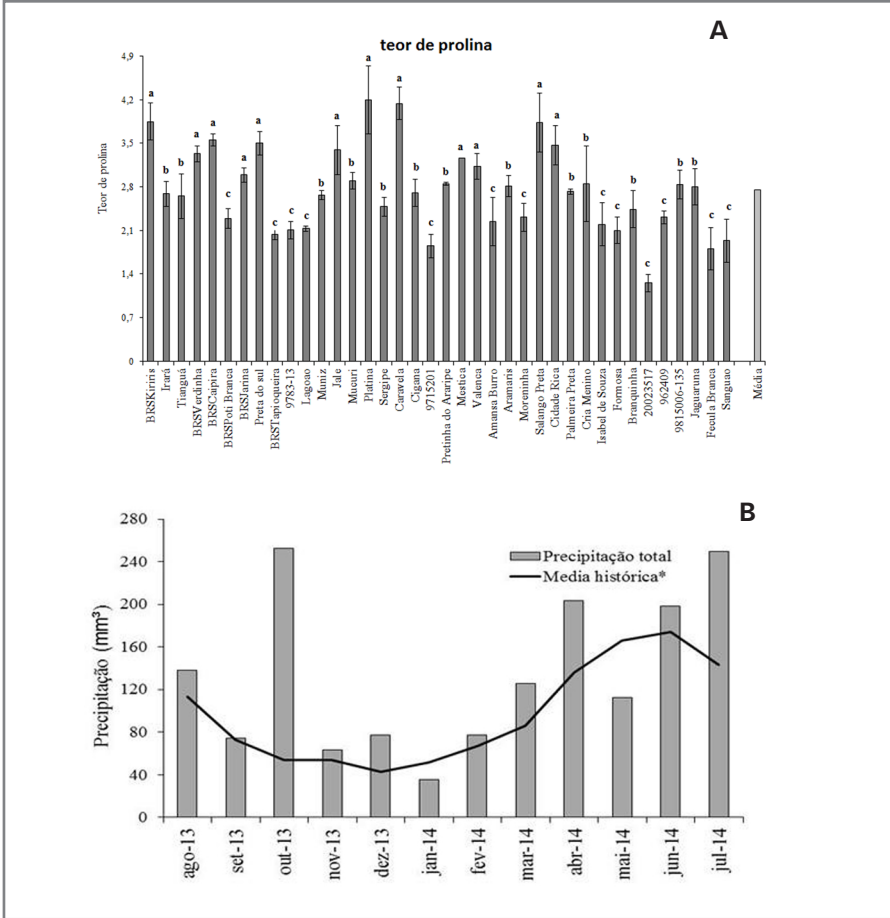 A
teor de prolina
Teor de prolina
4,9
4,2
3,5
2,8
2,1
1,4
0,7
0
a b b a a c a a c c c b a b a b a b c b a a c b c a a b b c c b c c b b c c
BRSKiriris
Irará
Tianguá
BRSVerdinha
BRSCaipira
BRSPoti Branca
BRSJarina
Preta do sul
BRSTapioqueira
9783-13
Lagoao
Muniz
Jale
Mucuri
Platina
Sergipe
Caravela
Cigana
9715201
Pretinha do Araripe
Mestica
Valenca
Amansa Burro
Aramaris
Moreninha
Salango Preta
Cidade Rica
Palmeira Preta
Cria Menino
Isabel de Souza
Formosa
Branquinha
20023517
962409
9815006-135
Jaguaruna
Fecula Branca
Sanguao
Média
B
Precipitação (mm³)
280
240
200
160
120
80
40
0
Precipitação total
Media histórica*
ago-13
set-13
out-13
nov-13
dez-13
jan-14
fev-14
mar-14
abr-14
mai-14
jun-14
jul-14